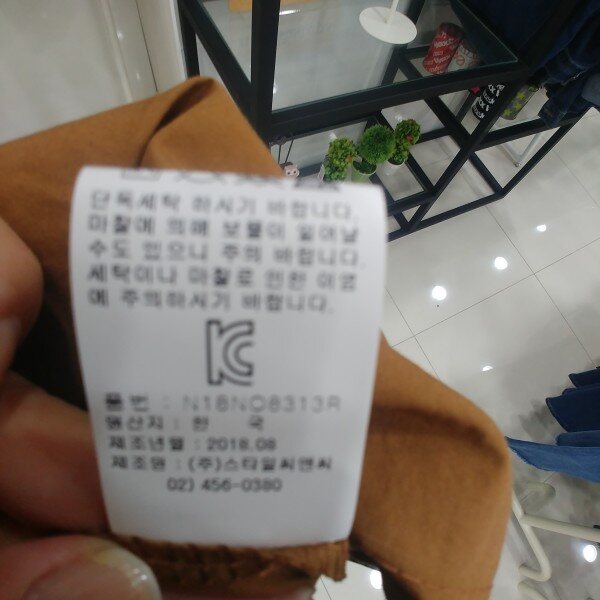 단독세탁 하시기 바랍니다.
마찰에 의해 보풀이 일어날
수도 있으니 주의 바랍니다.
세탁이나 마찰로 인한 이염
에 주의하시기 바랍니다.
품 번 : N18NO8313R
원산지 : 한 국
제조년월 : 2018.08
제조원 : (주)스타일씨앤씨
02) 456-0380